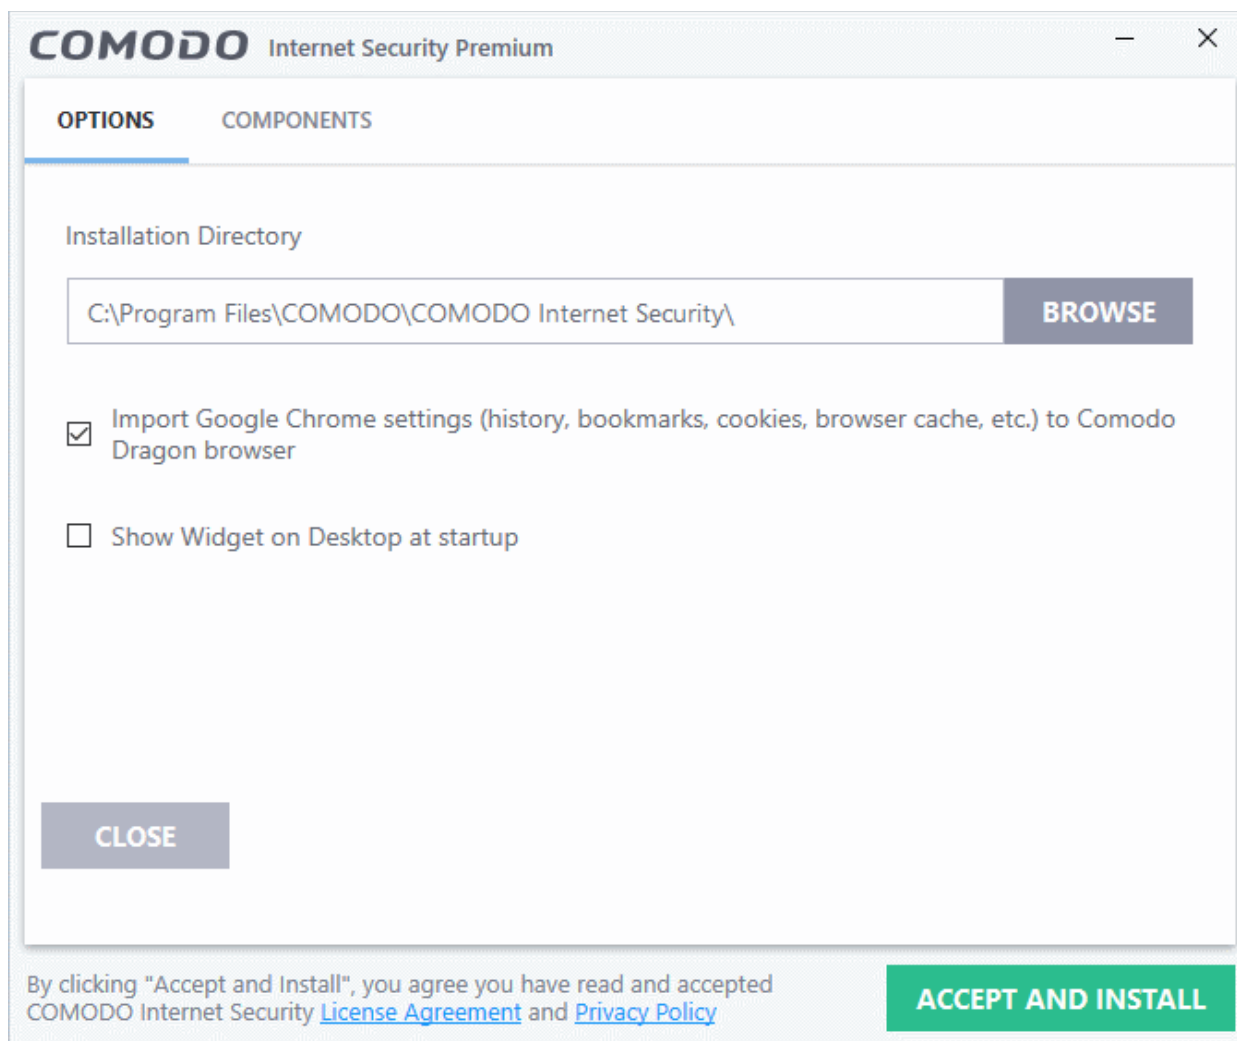 COMODO Internet Security Premium
OPTIONS COMPONENTS
Installation Directory
C:\Program Files\COMODO\COMODO Internet Security\ BROWSE
Import Google Chrome settings (history, bookmarks, cookies, browser cache, etc.) to Comodo
Dragon browser
Show Widget on Desktop at startup
CLOSE
By clicking "Accept and Install", you agree you have read and accepted
COMODO Internet Security License Agreement and Privacy Policy
ACCEPT AND INSTALL